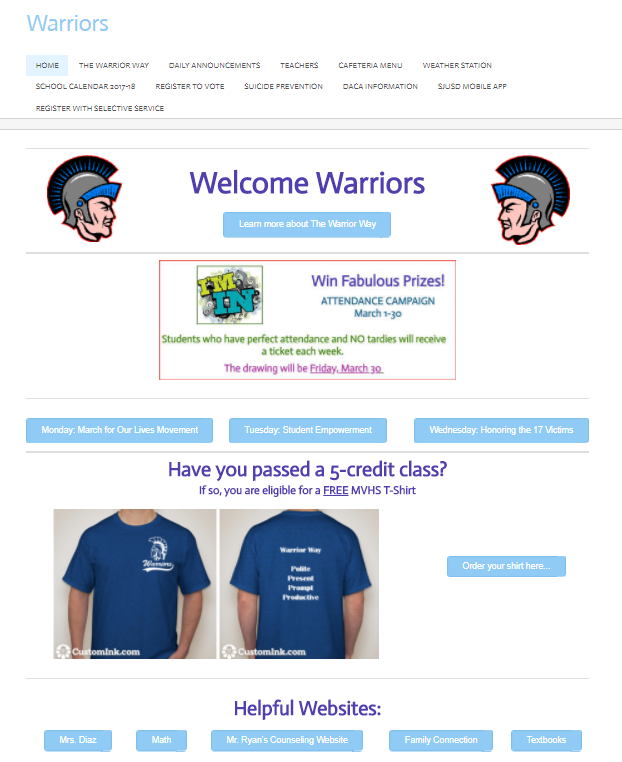 Warriors
HOME THE WARRIOR WAY DAILY ANNOUNCEMENTS TEACHERS CAFETERIA MENU WEATHER STATION
SCHOOL CALENDAR 2017-18 REGISTER TO VOTE SUICIDE PREVENTION DACA INFORMATION SJUSD MOBILE APP
REGISTER WITH SELECTIVE SERVICE
Welcome Warriors
Learn more about The Warrior Way
I'M IN
Win Fabulous Prizes!
ATTENDANCE CAMPAIGN
March 1-30
Students who have perfect attendance and NO tardies will receive
a ticket each week.
The drawing will be Friday, March 30
Monday: March for Our Lives Movement Tuesday: Student Empowerment Wednesday: Honoring the 17 Victims
Have you passed a 5-credit class?
If so, you are eligible for a FREE MVHS T-Shirt
Warriors
Warrior Way
Polite
Present
Prompt
Productive
CustomInk.com CustomInk.com
Order your shirt here...
Helpful Websites:
Mrs. Diaz Math Mr. Ryan's Counseling Website Family Connection Textbooks